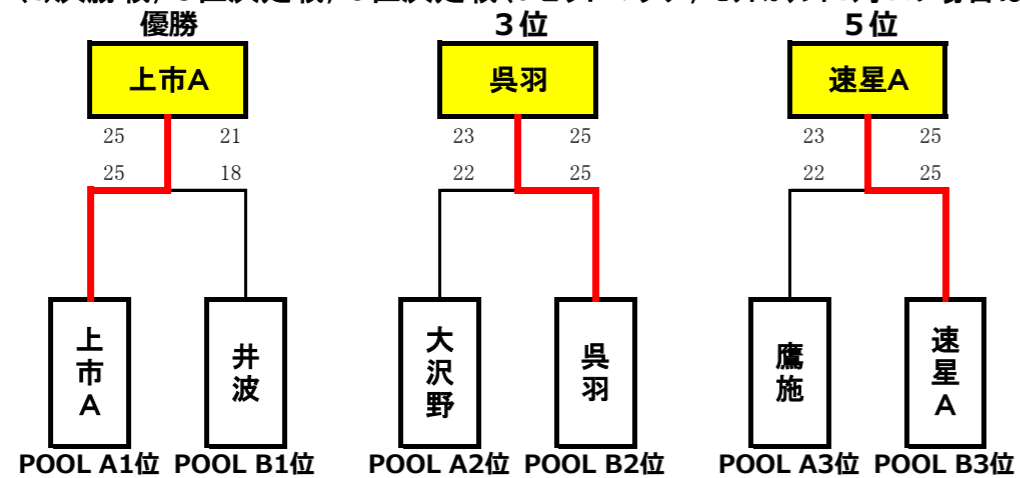 優勝
3位
5位
上市A
呉羽
速星A
25 21
23 25
23 25
25 18
22 25
22 25
上市A
井波
大沢野
呉羽
鷹施
速星A
POOL A1位 POOL B1位
POOL A2位 POOL B2位
POOL A3位 POOL B3位